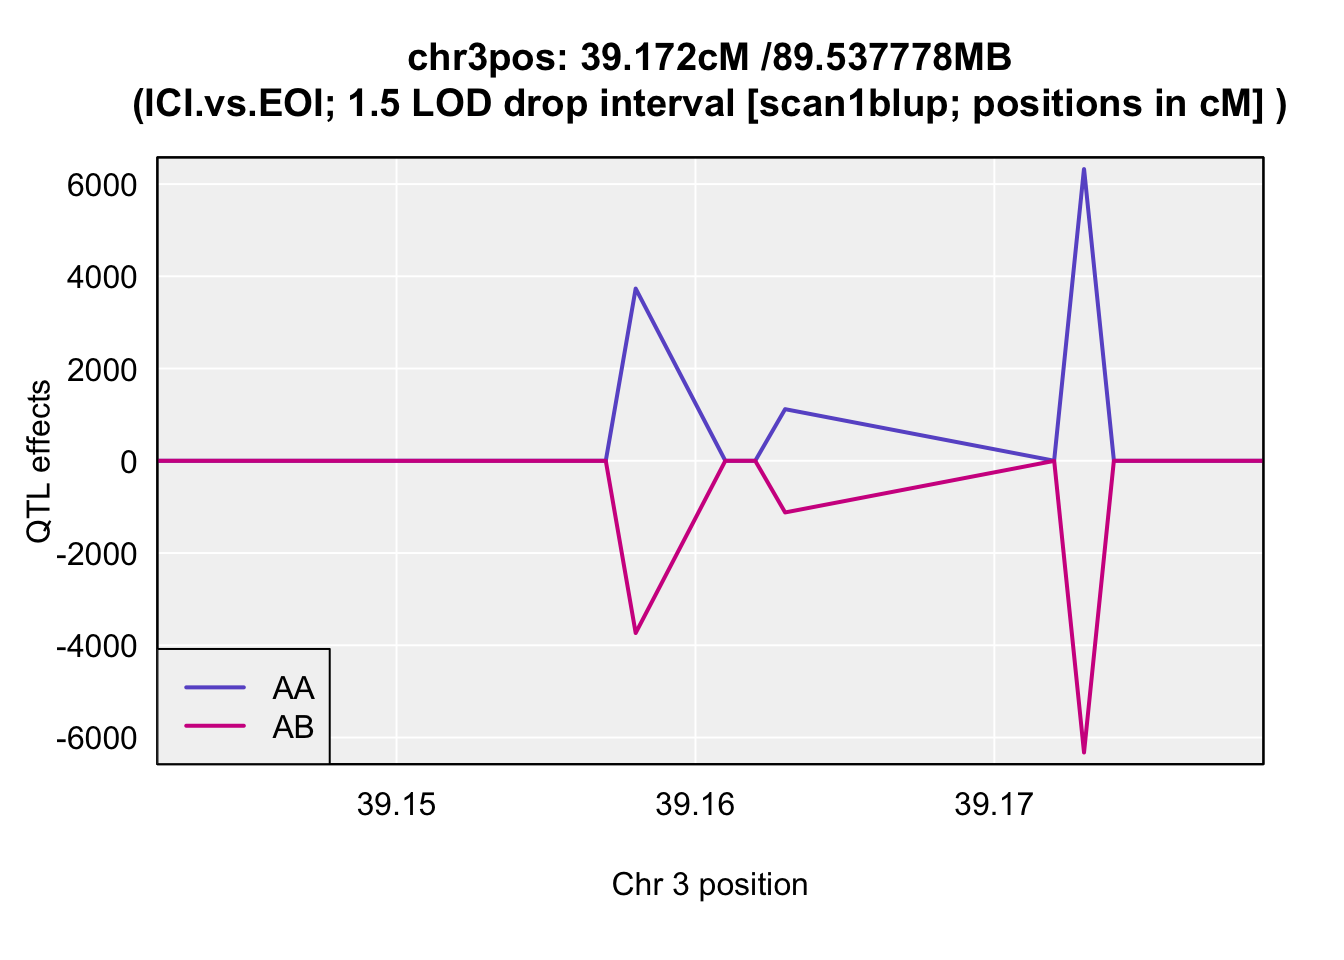 chr3pos: 39.172cM /89.537778MB
(ICI.vs.EOI; 1.5 LOD drop interval [scan1blup; positions in cM] )
6000
4000
2000
0
-2000
-4000
-6000
QTL effects
AA
AB
39.15
39.16
39.17
Chr 3 position